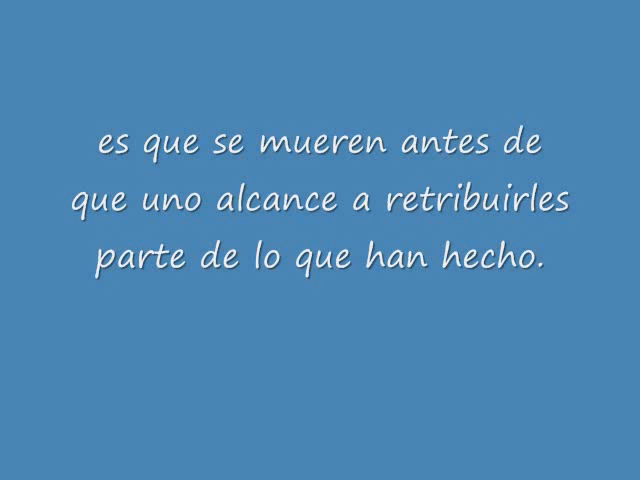 es que se mueren antes de
que uno alcance a retribuirles
parte de lo que han hecho.